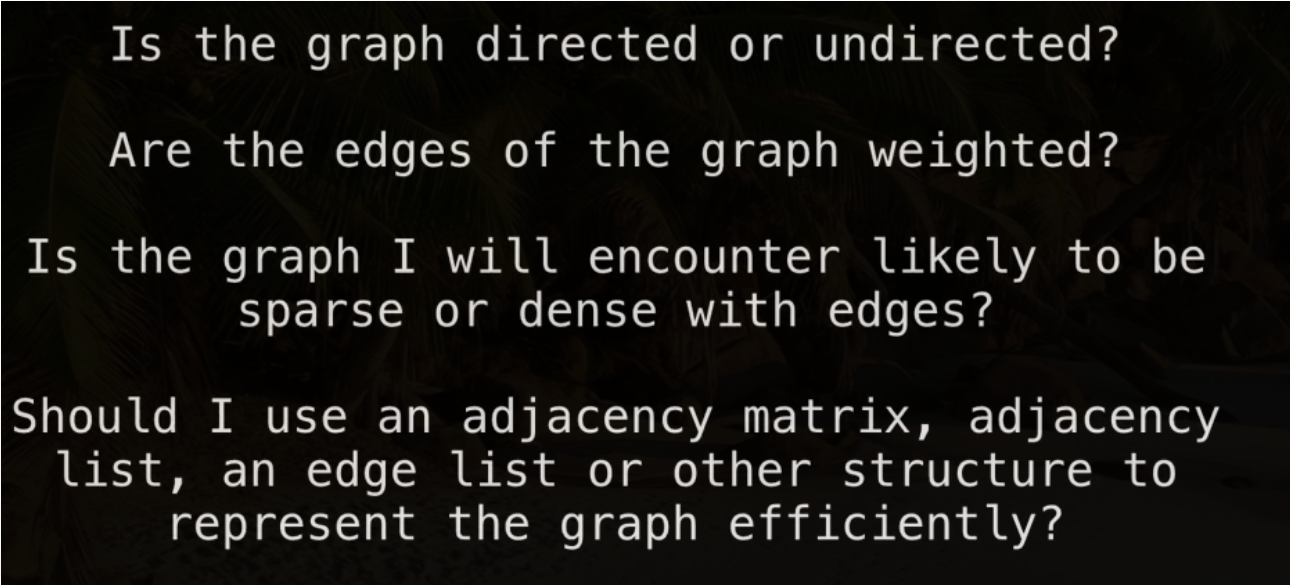 Is the graph directed or undirected?
Are the edges of the graph weighted?
Is the graph I will encounter likely to be
sparse or dense with edges?
Should I use an adjacency matrix, adjacency
list, an edge list or other structure to
represent the graph efficiently?